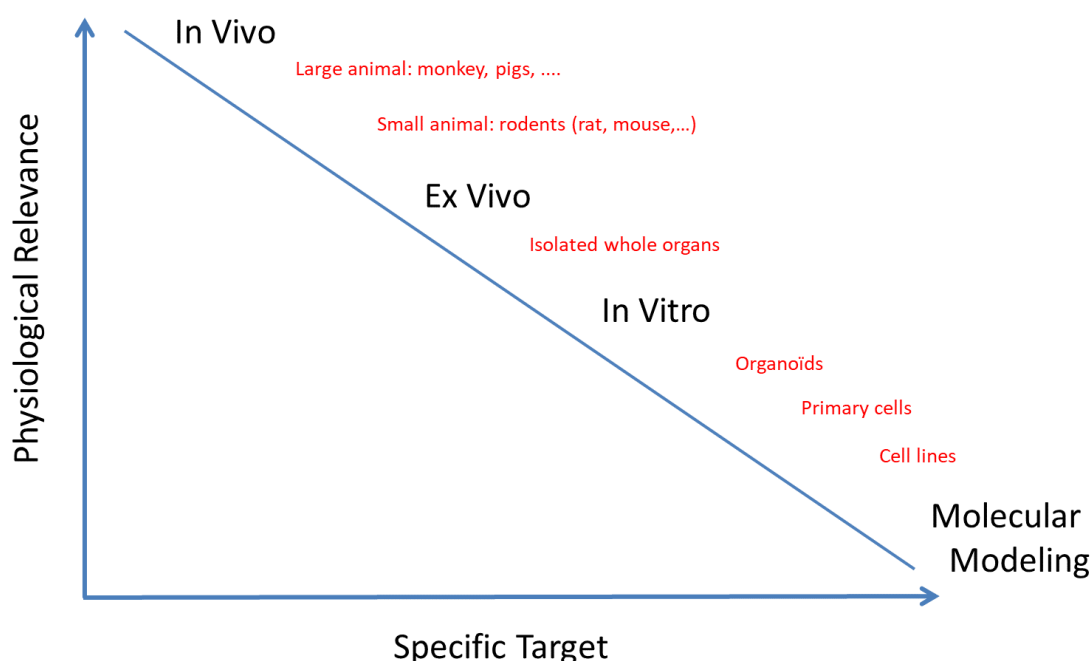 In Vivo
Large animal: monkey, pigs, ....
Small animal: rodents (rat, mouse,...)
Ex Vivo
Isolated whole organs
In Vitro
Organoïds
Primary cells
Cell lines
Molecular
Modeling
Physiological Relevance
Specific Target